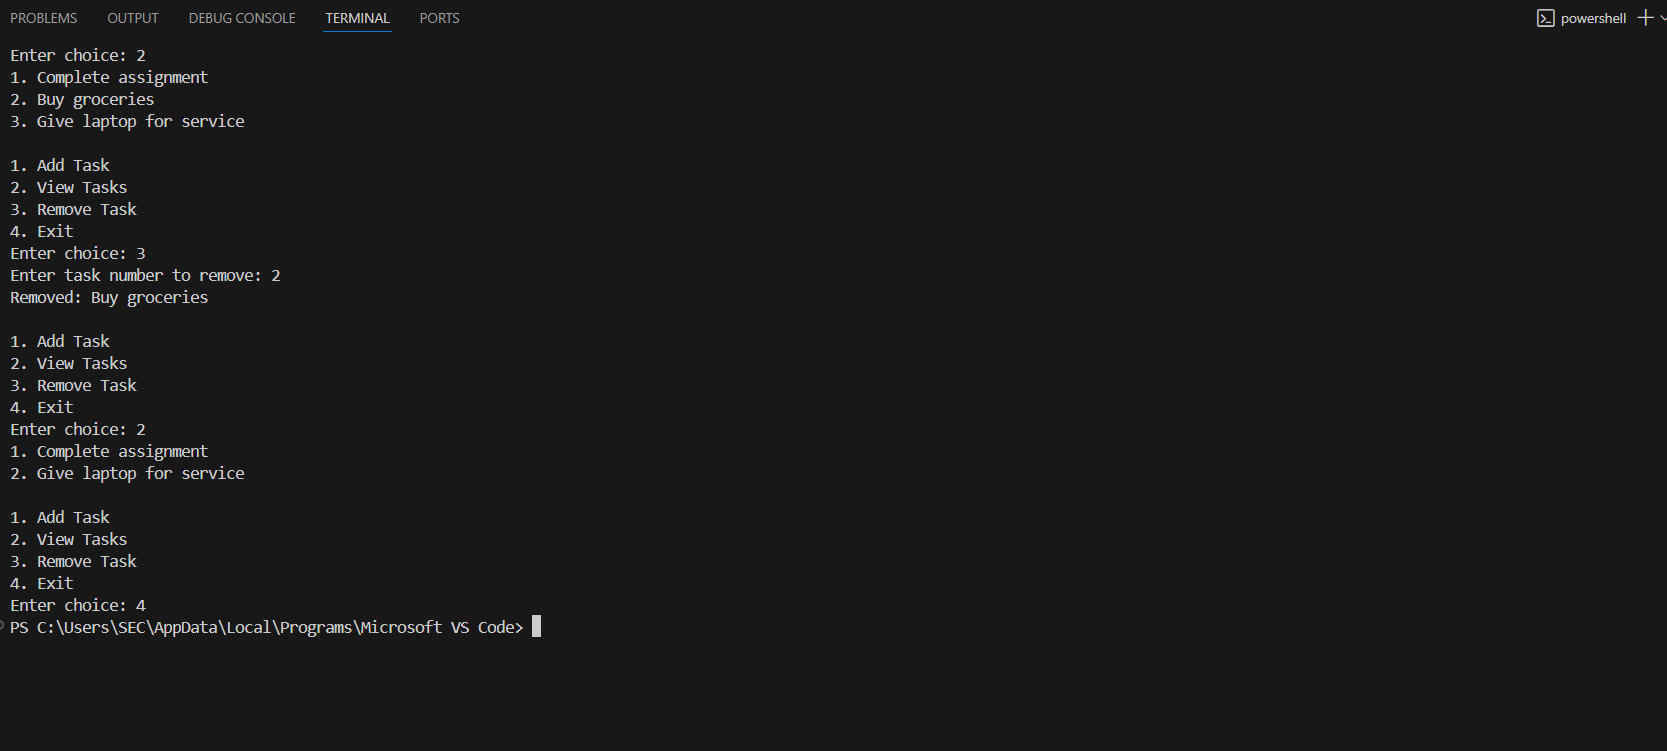 PROBLEMS OUTPUT DEBUG CONSOLE TERMINAL PORTS powershell
Enter choice: 2
1. Complete assignment
2. Buy groceries
3. Give laptop for service
1. Add Task
2. View Tasks
3. Remove Task
4. Exit
Enter choice: 3
Enter task number to remove: 2
Removed: Buy groceries
1. Add Task
2. View Tasks
3. Remove Task
4. Exit
Enter choice: 2
1. Complete assignment
2. Give laptop for service
1. Add Task
2. View Tasks
3. Remove Task
4. Exit
Enter choice: 4
PS C:\Users\SEC\AppData\Local\Programs\Microsoft VS Code>